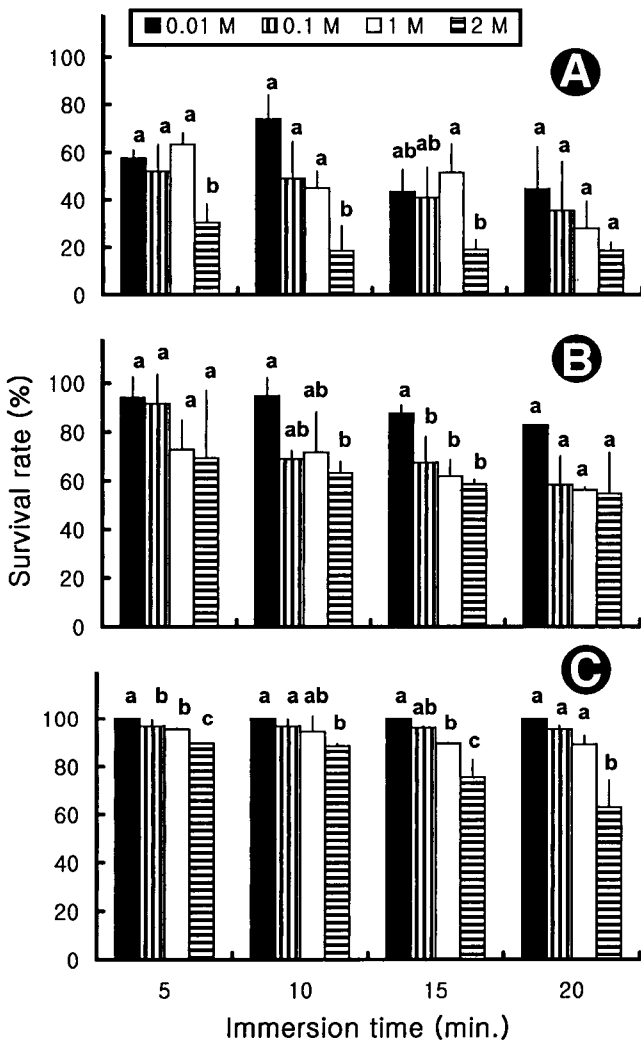 0.01 M 0.1 M 1 M 2 M
A
100
80
60
40
20
0
a a a b
a a a b
ab ab a b
a a a a
B
100
80
60
40
20
0
a a a a
a ab ab b
a b b b
a a a a
C
100
80
60
40
20
0
a b b c
a a ab b
a ab b c
a a a b
Survival rate (%)
5 10 15 20
Immersion time (min.)